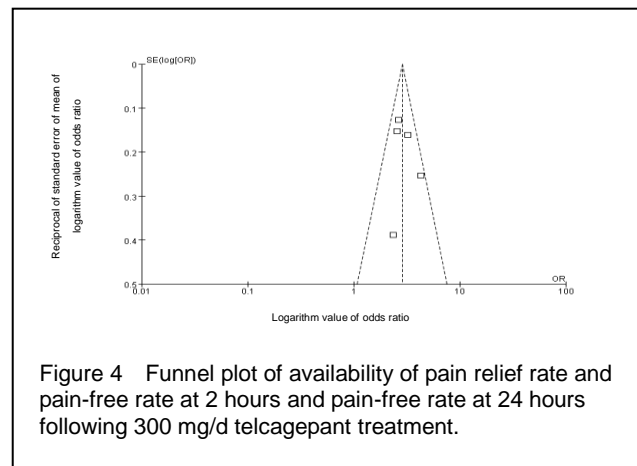 SE(log[OR])
Reciprocal of standard error of mean of
logarithm value of odds ratio
0
0.1
0.2
0.3
0.4
0.5
0.01
0.1
1
10
100
OR
Logarithm value of odds ratio
Figure 4 Funnel plot of availability of pain relief rate and
pain-free rate at 2 hours and pain-free rate at 24 hours
following 300 mg/d telcagepant treatment.